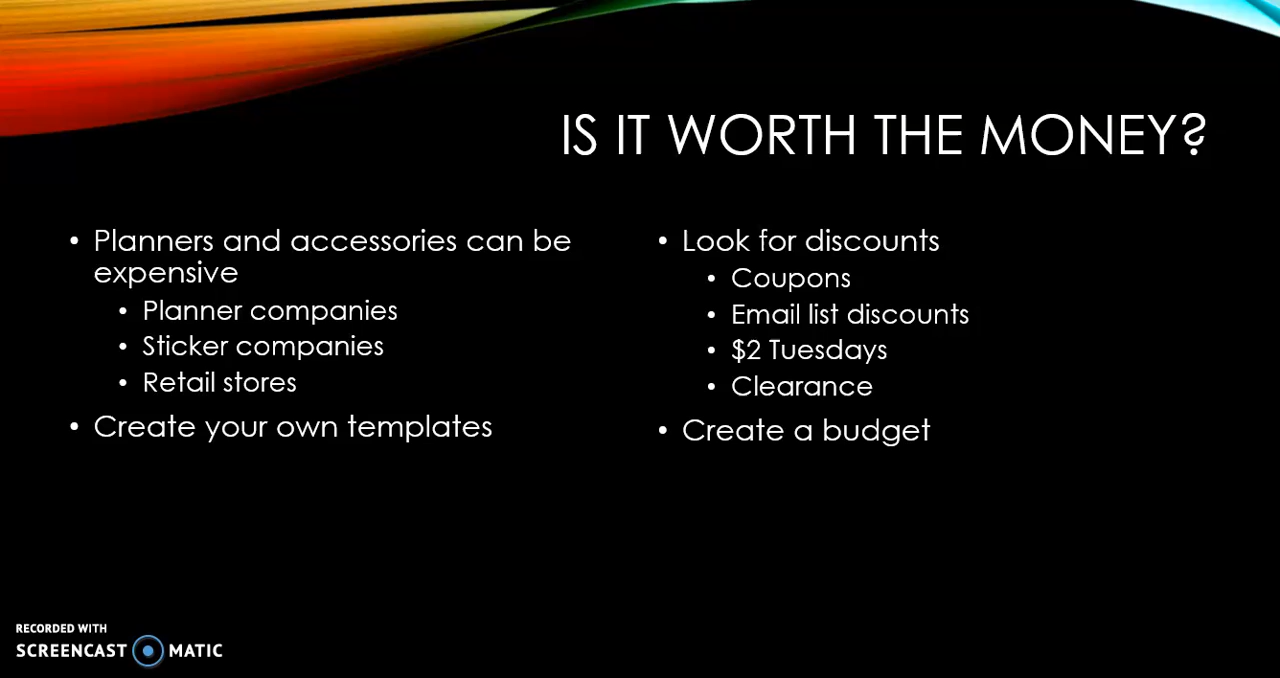 IS IT WORTH THE MONEY?
• Planners and accessories can be
expensive
• Planner companies
• Sticker companies
• Retail stores
• Create your own templates
• Look for discounts
• Coupons
• Email list discounts
• $2 Tuesdays
• Clearance
• Create a budget
RECORDED WITH
SCREENCAST MATIC